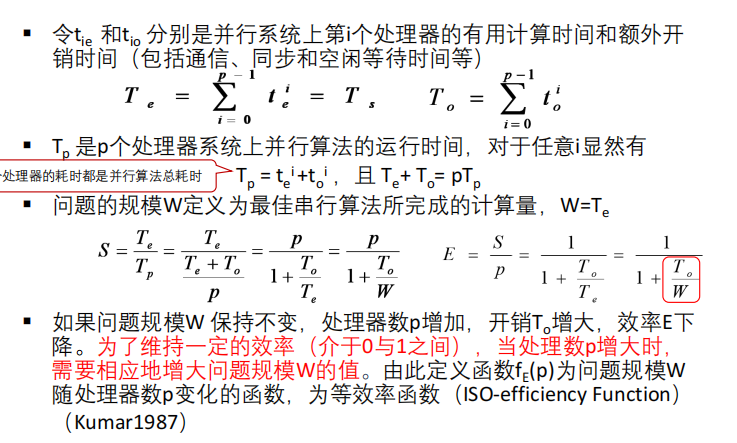 ▪ 令tie 和tio 分别是并行系统上第i个处理器的有用计算时间和额外开
销时间（包括通信、同步和空闲等待时间等）
T_e = \sum_{i=0}^{p-1} t_e^i = T_s    T_o = \sum_{i=0}^{p-1} t_o^i
▪ Tp 是p个处理器系统上并行算法的运行时间，对于任意i显然有
处理器的耗时都是并行算法总耗时
T_p = t_e^i+t_o^i ，且 T_e+ T_o= pT_p
▪ 问题的规模W定义为最佳串行算法所完成的计算量，W=Te
S = \frac{T_e}{T_p} = \frac{T_e}{\frac{T_e+T_o}{p}} = \frac{p}{1+\frac{T_o}{T_e}} = \frac{p}{1+\frac{T_o}{W}}    E = \frac{S}{p} = \frac{1}{1+\frac{T_o}{T_e}} = \frac{1}{1+\frac{T_o}{W}}
▪ 如果问题规模W 保持不变，处理器数p增加，开销To增大，效率E下
降。为了维持一定的效率（介于0与1之间），当处理数p增大时，
需要相应地增大问题规模W的值。由此定义函数fE(p)为问题规模W
随处理器数p变化的函数，为等效率函数（ISO-efficiency Function）
（Kumar1987）